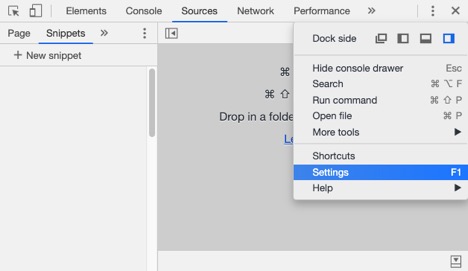 Elements Console Sources Network Performance »
Page Snippets »
+ New snippet
⌘
⌘ ⇧
Drop in a folde
Le
Dock side
Hide console drawer Esc
Search ⌘ ⌥ F
Run command ⌘ ⇧ P
Open file ⌘ P
More tools ▶
Shortcuts
Settings F1
Help ▶